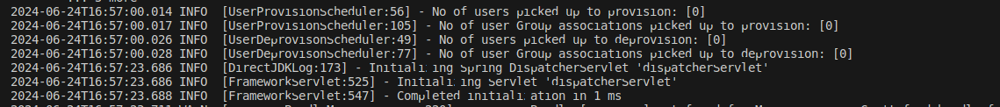 2024-06-24T16:57:00.014 INFO  [UserProvisionScheduler:56] - No of users picked up to provision: [0]
2024-06-24T16:57:00.017 INFO  [UserProvisionScheduler:105] - No of user Group associations picked up to provision: [0]
2024-06-24T16:57:00.026 INFO  [UserDeprovisonScheduler:49] - No of users picked up to deprovision: [0]
2024-06-24T16:57:00.028 INFO  [UserDeprovisonScheduler:77] - No of user Group associations picked up to deprovision: [0]
2024-06-24T16:57:23.686 INFO  [DirectJDKLog:173] - Initializing Spring DispatcherServlet 'dispatcherServlet'
2024-06-24T16:57:23.686 INFO  [FrameworkServlet:525] - Initializing Servlet 'dispatcherServlet'
2024-06-24T16:57:23.688 INFO  [FrameworkServlet:547] - Completed initialization in 1 ms